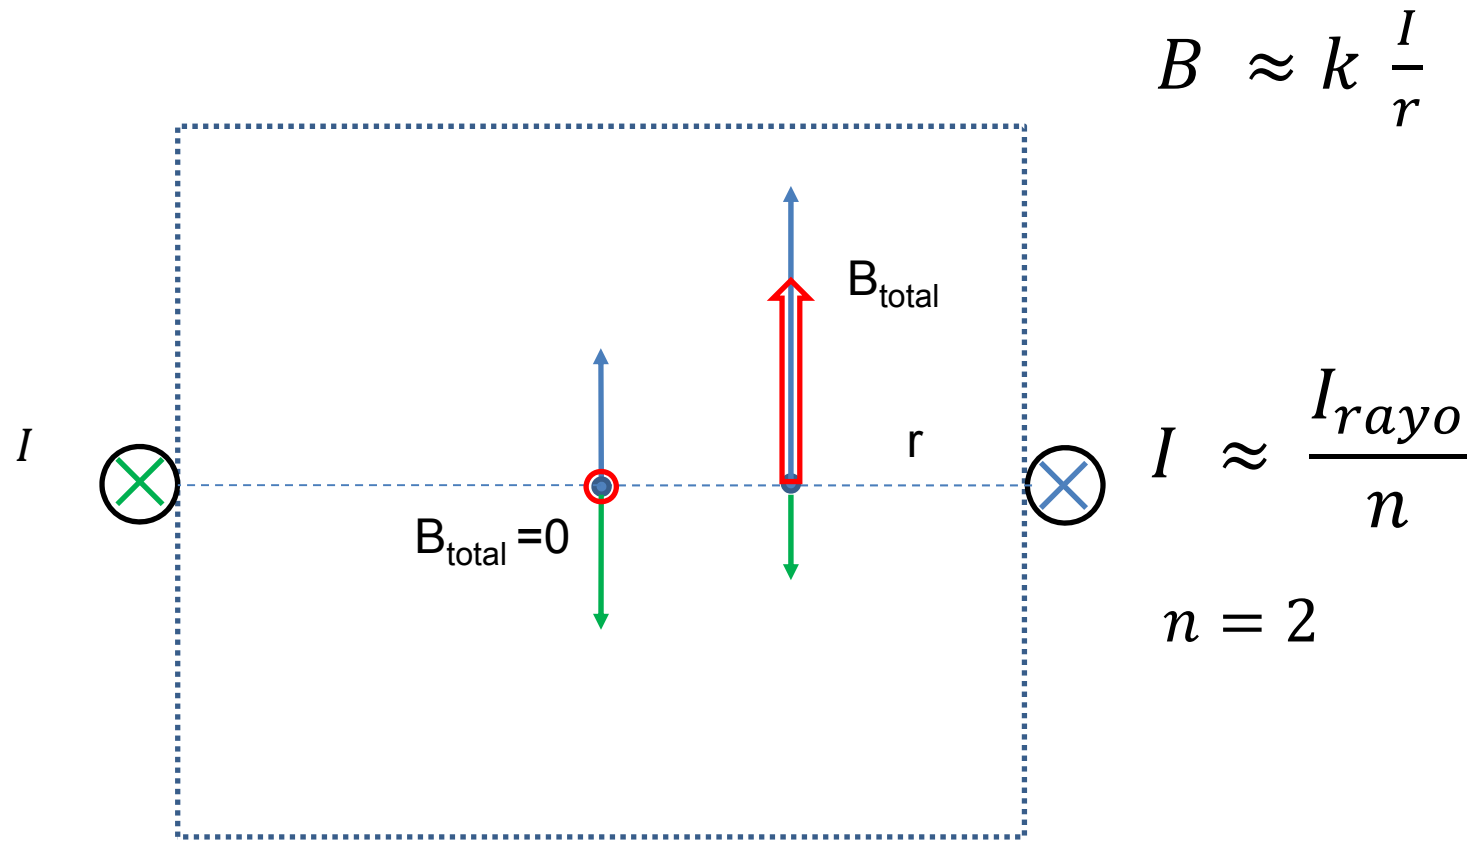 B ≈ k I/r
B_total
I
r
I ≈ I_rayo/n
B_total =0
n = 2